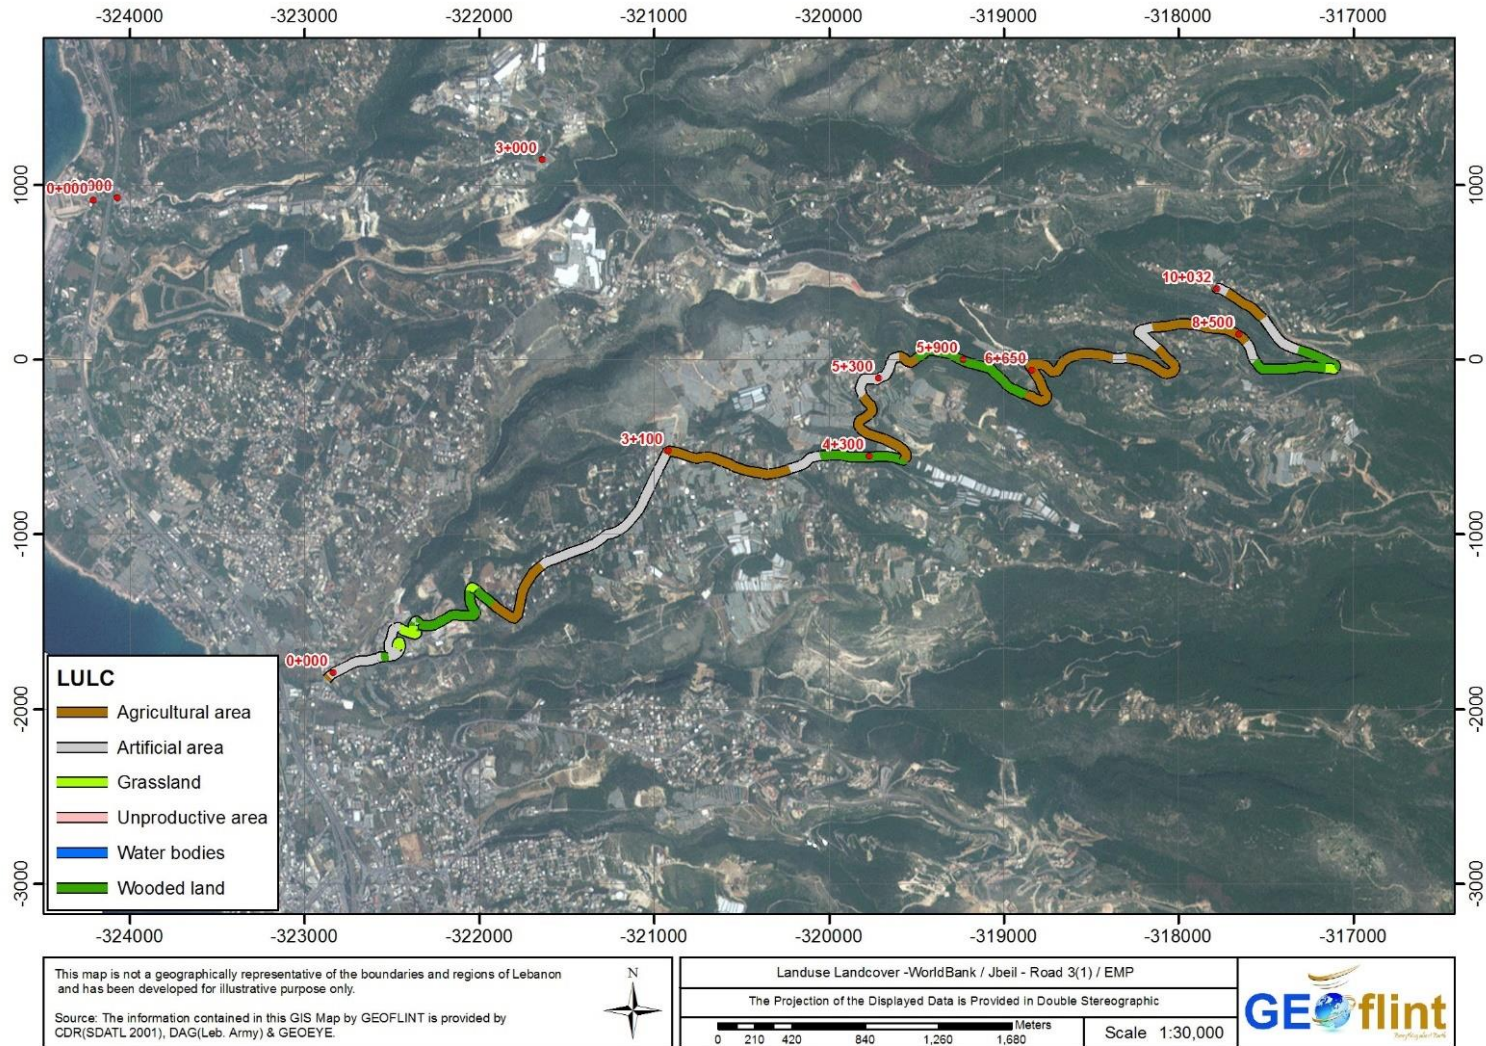 -324000 -323000 -322000 -321000 -320000 -319000 -318000 -317000
3+000
1000 1000
0+000
10+032
8+500
5+900
6+650
0 0
5+300
3+100
4+300
-1000 -1000
0+000
LULC
Agricultural area
-2000 -2000
Artificial area
Grassland
Unproductive area
Water bodies
-3000 -3000
Wooded land
-324000 -323000 -322000 -321000 -320000 -319000 -318000 -317000
This map is not a geographically representative of the boundaries and regions of Lebanon
and has been developed for illustrative purpose only.
Source: The information contained in this GIS Map by GEOFLINT is provided by
CDR(SDATL 2001), DAG(Leb. Army) & GEOEYE.
N
Landuse Landcover -WorldBank / Jbeil - Road 3(1) / EMP
The Projection of the Displayed Data is Provided in Double Stereographic
Meters
0 210 420 840 1,260 1,680
Scale 1:30,000
GEOflint